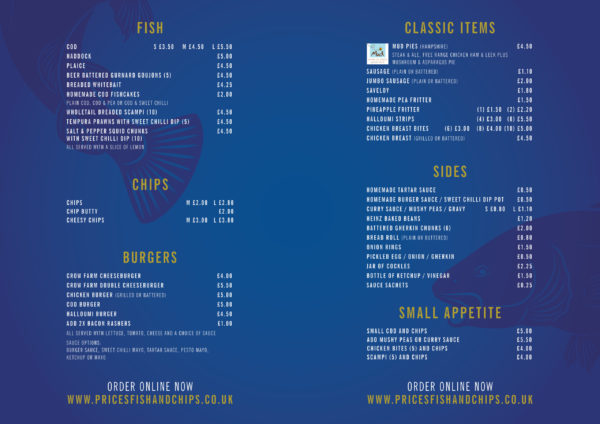 FISH
COD S £3.50 M £4.50 L £5.50
HADDOCK £5.00
PLAICE £4.50
BEER BATTERED GURNARD GOUJONS (5) £4.50
BREADED WHITEBAIT £4.25
HOMEMADE COD FISHCAKES £2.00
PLAIN COD, COD & PEA OR COD & SWEET CHILLI
WHOLETAIL BREADED SCAMPI (10) £4.50
TEMPURA PRAWNS WITH SWEET CHILLI DIP (5) £4.50
SALT & PEPPER SQUID CHUNKS £4.50
WITH SWEET CHILLI DIP (10)
ALL SERVED WITH A SLICE OF LEMON
CHIPS
CHIPS M £2.00 L £2.80
CHIP BUTTY £2.00
CHEESY CHIPS M £3.00 L £3.80
BURGERS
CROW FARM CHEESEBURGER £4.00
CROW FARM DOUBLE CHEESEBURGER £5.50
CHICKEN BURGER (GRILLED OR BATTERED) £5.00
COD BURGER £5.00
HALLOUMI BURGER £4.50
ADD 2X BACON RASHERS £1.00
ALL SERVED WITH LETTUCE, TOMATO, CHEESE AND A CHOICE OF SAUCE
SAUCE OPTIONS:
BURGER SAUCE, SWEET CHILLI MAYO, TARTAR SAUCE, PESTO MAYO,
KETCHUP OR MAYO
ORDER ONLINE NOW
WWW.PRICESFISHANDCHIPS.CO.UK
CLASSIC ITEMS
MUD PIES (HAMPSHIRE) £4.50
STEAK & ALE, FREE RANGE CHICKEN HAM & LEEK PLUS
MUSHROOM & ASPARAGUS PIE
SAUSAGE (PLAIN OR BATTERED) £1.10
JUMBO SAUSAGE (PLAIN OR BATTERED) £2.00
SAVELOY £1.80
HOMEMADE PEA FRITTER £1.50
PINEAPPLE FRITTER (1) £1.50 (2) £2.20
HALLOUMI STRIPS (4) £3.00 (8) £5.50
CHICKEN BREAST BITES (6) £3.00 (8) £4.00 (10) £5.00
CHICKEN BREAST (GRILLED OR BATTERED) £4.50
SIDES
HOMEMADE TARTAR SAUCE £0.50
HOMEMADE BURGER SAUCE / SWEET CHILLI DIP POT £0.50
CURRY SAUCE / MUSHY PEAS / GRAVY S £0.80 L £1.10
HEINZ BAKED BEANS £1.20
BATTERED GHERKIN CHUNKS (8) £2.00
BREAD ROLL (PLAIN OR BUTTERED) £0.80
ONION RINGS £1.50
PICKLED EGG / ONION / GHERKIN £0.50
JAR OF COCKLES £2.25
BOTTLE OF KETCHUP / VINEGAR £1.50
SAUCE SACHETS £0.25
SMALL APPETITE
SMALL COD AND CHIPS £5.00
ADD MUSHY PEAS OR CURRY SAUCE £5.50
CHICKEN BITES (5) AND CHIPS £4.00
SCAMPI (5) AND CHIPS £4.00
ORDER ONLINE NOW
WWW.PRICESFISHANDCHIPS.CO.UK